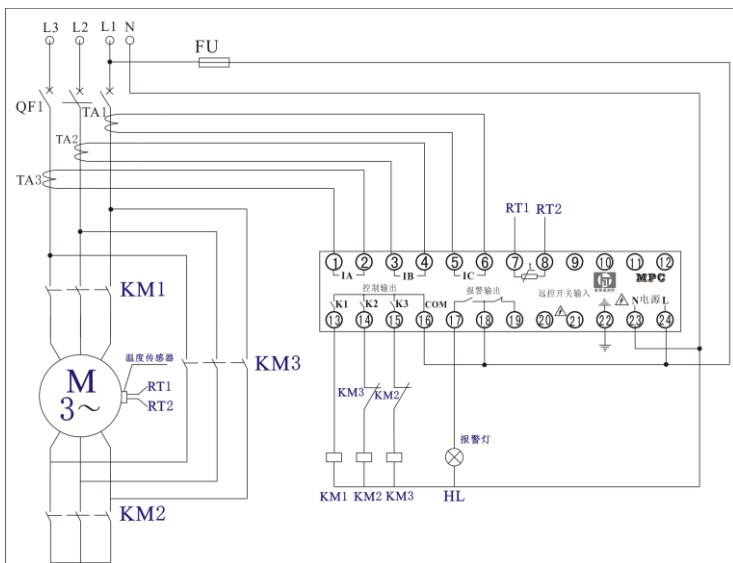 L3 L2 L1 N
FU
QF1
TA1
TA2
TA3
RT1 RT2
① ② ③ ④ ⑤ ⑥ ⑦ ⑧ ⑨ ⑩ ⑪ ⑫
IA IB IC t MPC
控制输出 报警输出 远控开关输入 N电源L
K1 K2 K3 COM
⑬ ⑭ ⑮ ⑯ ⑰ ⑱ ⑲ ⑳ ㉑ ㉒ ㉓ ㉔
KM1
温度传感器
M
3~
RT1
RT2
KM3
KM3 KM2
报警灯
KM1 KM2 KM3 HL
KM2